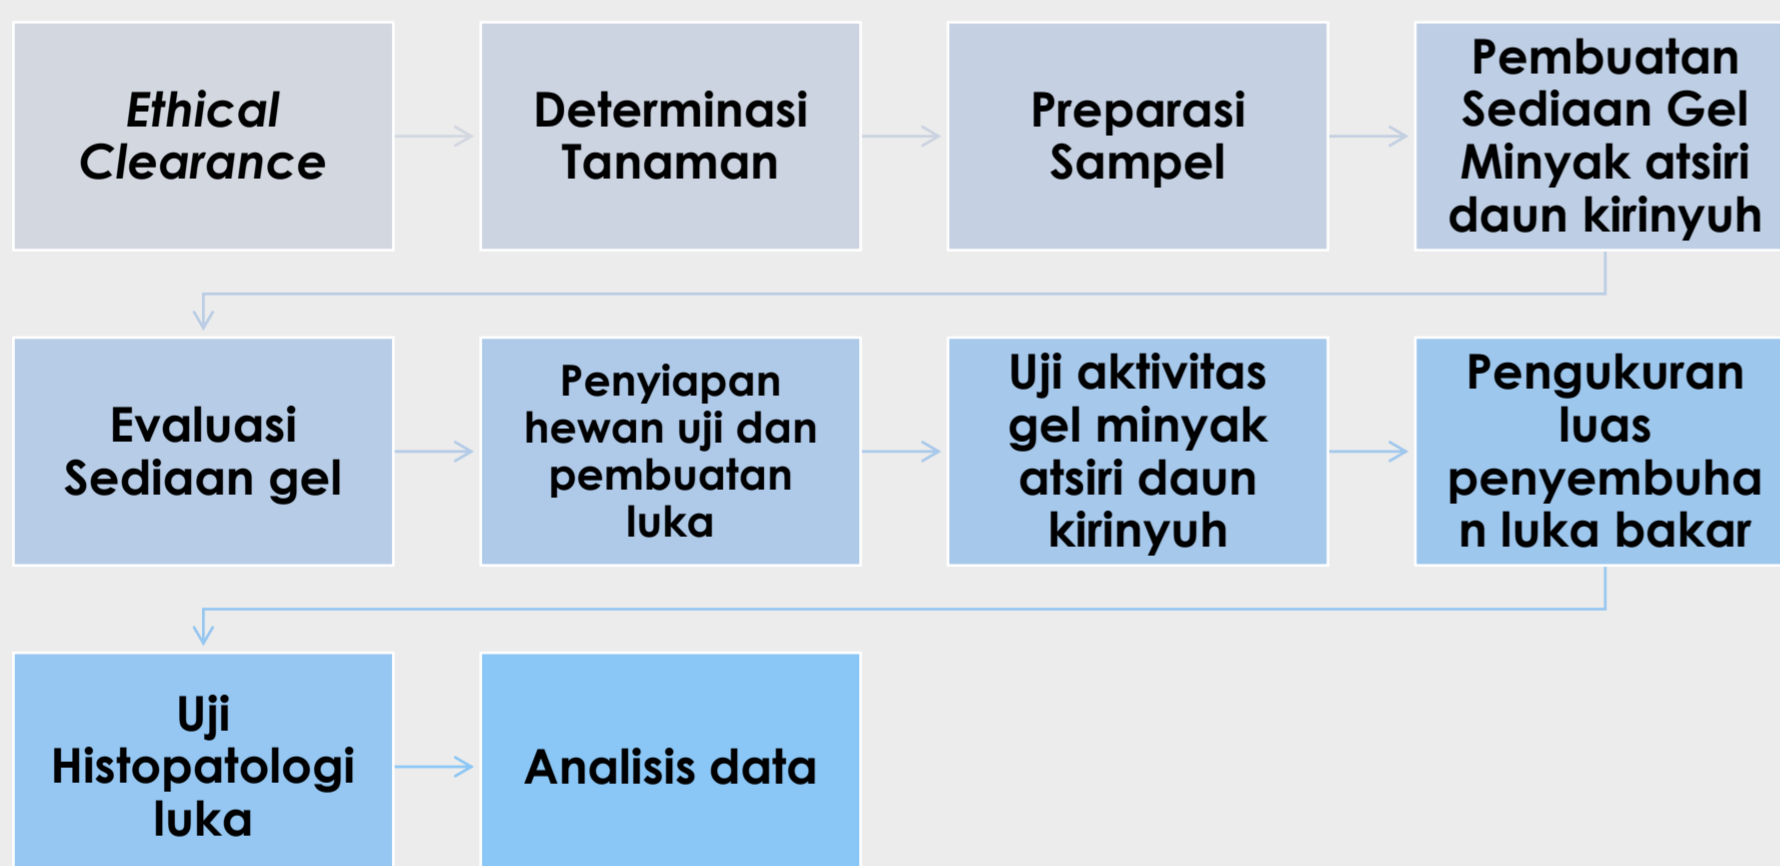 Ethical
Clearance
Determinasi
Tanaman
Preparasi
Sampel
Pembuatan
Sediaan Gel
Minyak atsiri
daun kirinyuh
Evaluasi
Sediaan gel
Penyiapan
hewan uji dan
pembuatan
luka
Uji aktivitas
gel minyak
atsiri daun
kirinyuh
Pengukuran
luas
penyembuha
n luka bakar
Uji
Histopatologi
luka
Analisis data